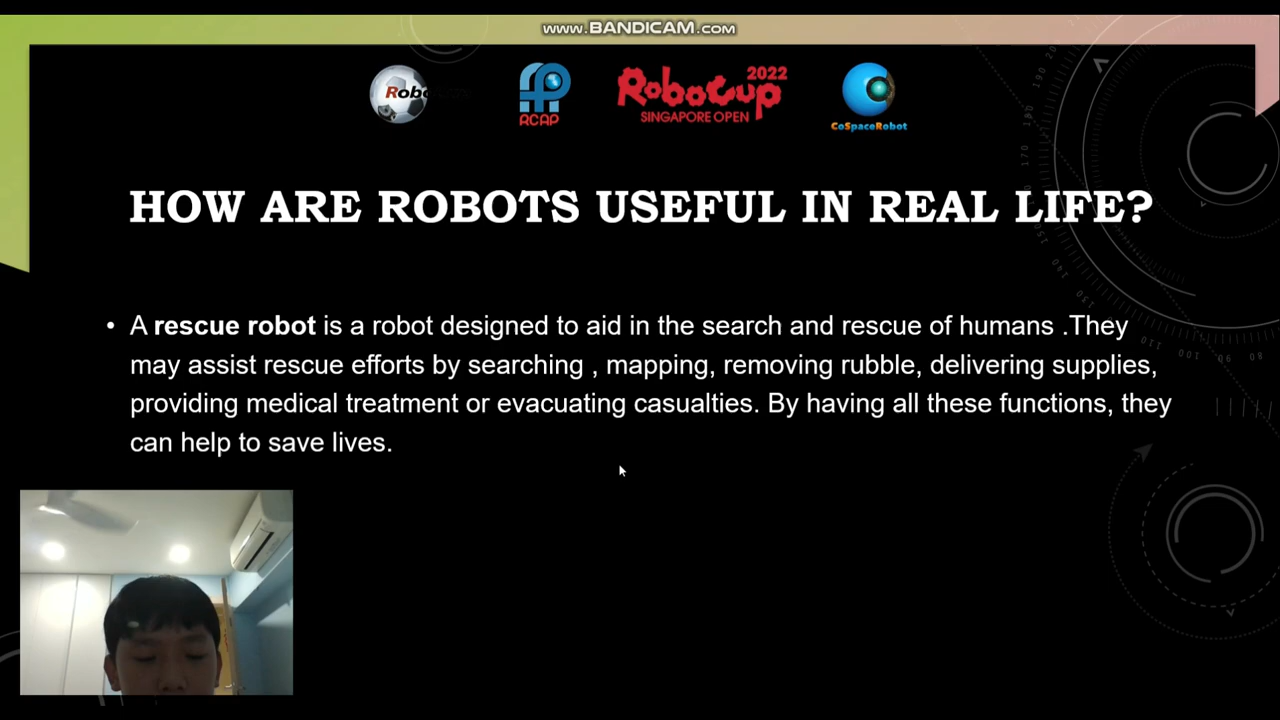 www.BANDICAM.com
RCAP
RoboCup 2022
SINGAPORE OPEN
CoSpaceRobot
HOW ARE ROBOTS USEFUL IN REAL LIFE?
• A rescue robot is a robot designed to aid in the search and rescue of humans .They
may assist rescue efforts by searching , mapping, removing rubble, delivering supplies,
providing medical treatment or evacuating casualties. By having all these functions, they
can help to save lives.